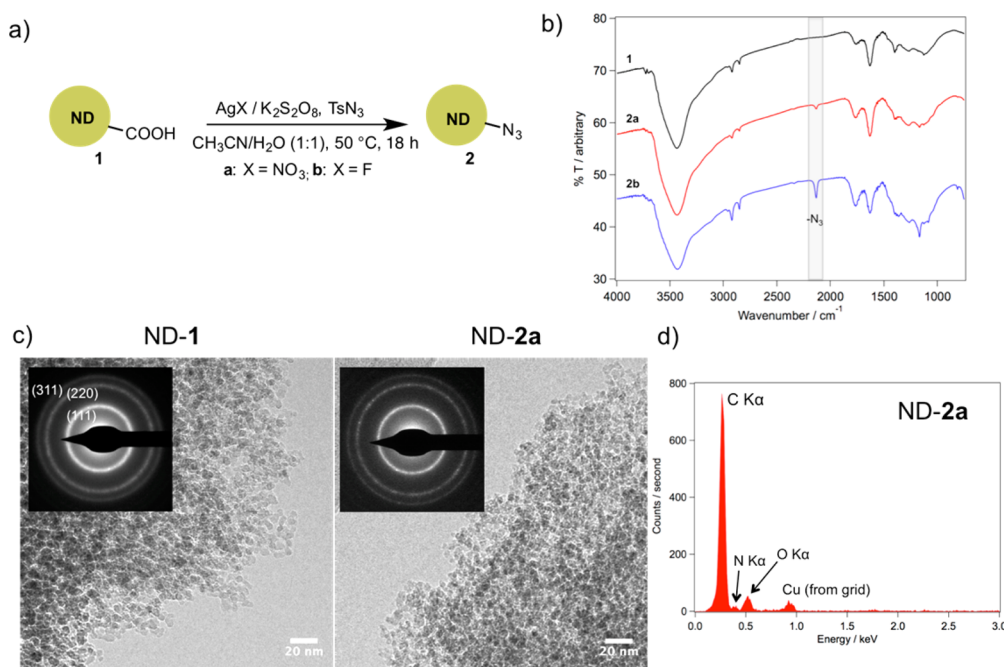 a)
ND
COOH
1
AgX / K₂S₂O₈, TsN₃
CH₃CN/H₂O (1:1), 50 °C, 18 h
a: X = NO₃; b: X = F
ND
N₃
2
b)
80
70
60
50
40
30
% T / arbitrary
1
2a
2b
-N₃
4000 3500 3000 2500 2000 1500 1000
Wavenumber / cm⁻¹
c)
ND-1
(311) (220)
(111)
20 nm
ND-2a
20 nm
d)
800
600
400
200
0
Counts / second
C Kα
ND-2a
N Kα
O Kα
Cu (from grid)
0.0 0.5 1.0 1.5 2.0 2.5 3.0
Energy / keV